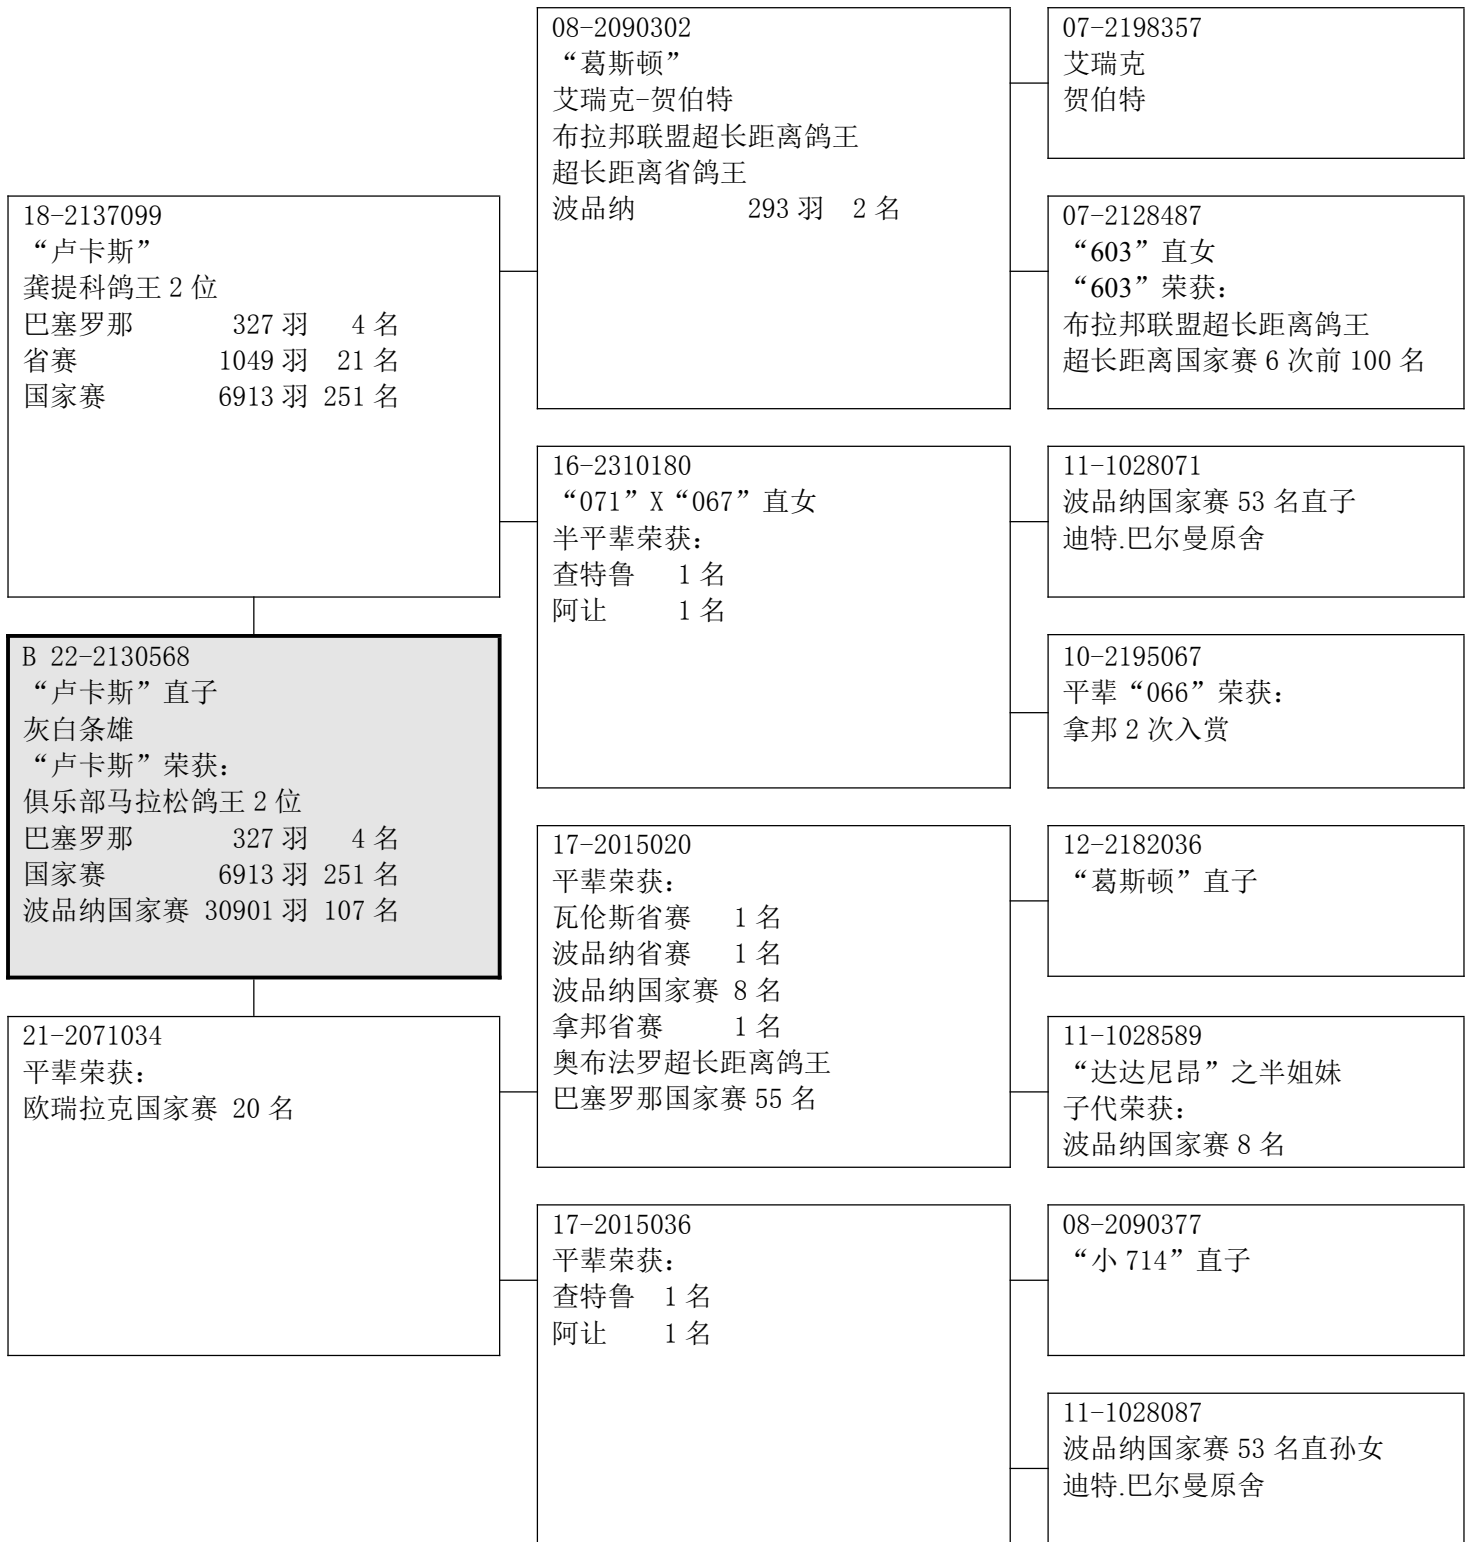 18-2137099
“卢卡斯”
龚提科鸽王 2 位
巴塞罗那 327 羽 4 名
省赛 1049 羽 21 名
国家赛 6913 羽 251 名
B 22-2130568
“卢卡斯”直子
灰白条雄
“卢卡斯”荣获:
俱乐部马拉松鸽王 2 位
巴塞罗那 327 羽 4 名
国家赛 6913 羽 251 名
波品纳国家赛 30901 羽 107 名
21-2071034
平辈荣获:
欧瑞拉克国家赛 20 名
08-2090302
“葛斯顿”
艾瑞克-贺伯特
布拉邦联盟超长距离鸽王
超长距离省鸽王
波品纳 293 羽 2 名
16-2310180
“071”X“067”直女
半平辈荣获:
查特鲁 1 名
阿让 1 名
17-2015020
平辈荣获:
瓦伦斯省赛 1 名
波品纳省赛 1 名
波品纳国家赛 8 名
拿邦省赛 1 名
奥布法罗超长距离鸽王
巴塞罗那国家赛 55 名
17-2015036
平辈荣获:
查特鲁 1 名
阿让 1 名
07-2198357
艾瑞克
贺伯特
07-2128487
“603”直女
“603”荣获:
布拉邦联盟超长距离鸽王
超长距离国家赛 6 次前 100 名
11-1028071
波品纳国家赛 53 名直子
迪特.巴尔曼原舍
10-2195067
平辈“066”荣获:
拿邦 2 次入赏
12-2182036
“葛斯顿”直子
11-1028589
“达达尼昂”之半姐妹
子代荣获:
波品纳国家赛 8 名
08-2090377
“小 714”直子
11-1028087
波品纳国家赛 53 名直孙女
迪特.巴尔曼原舍